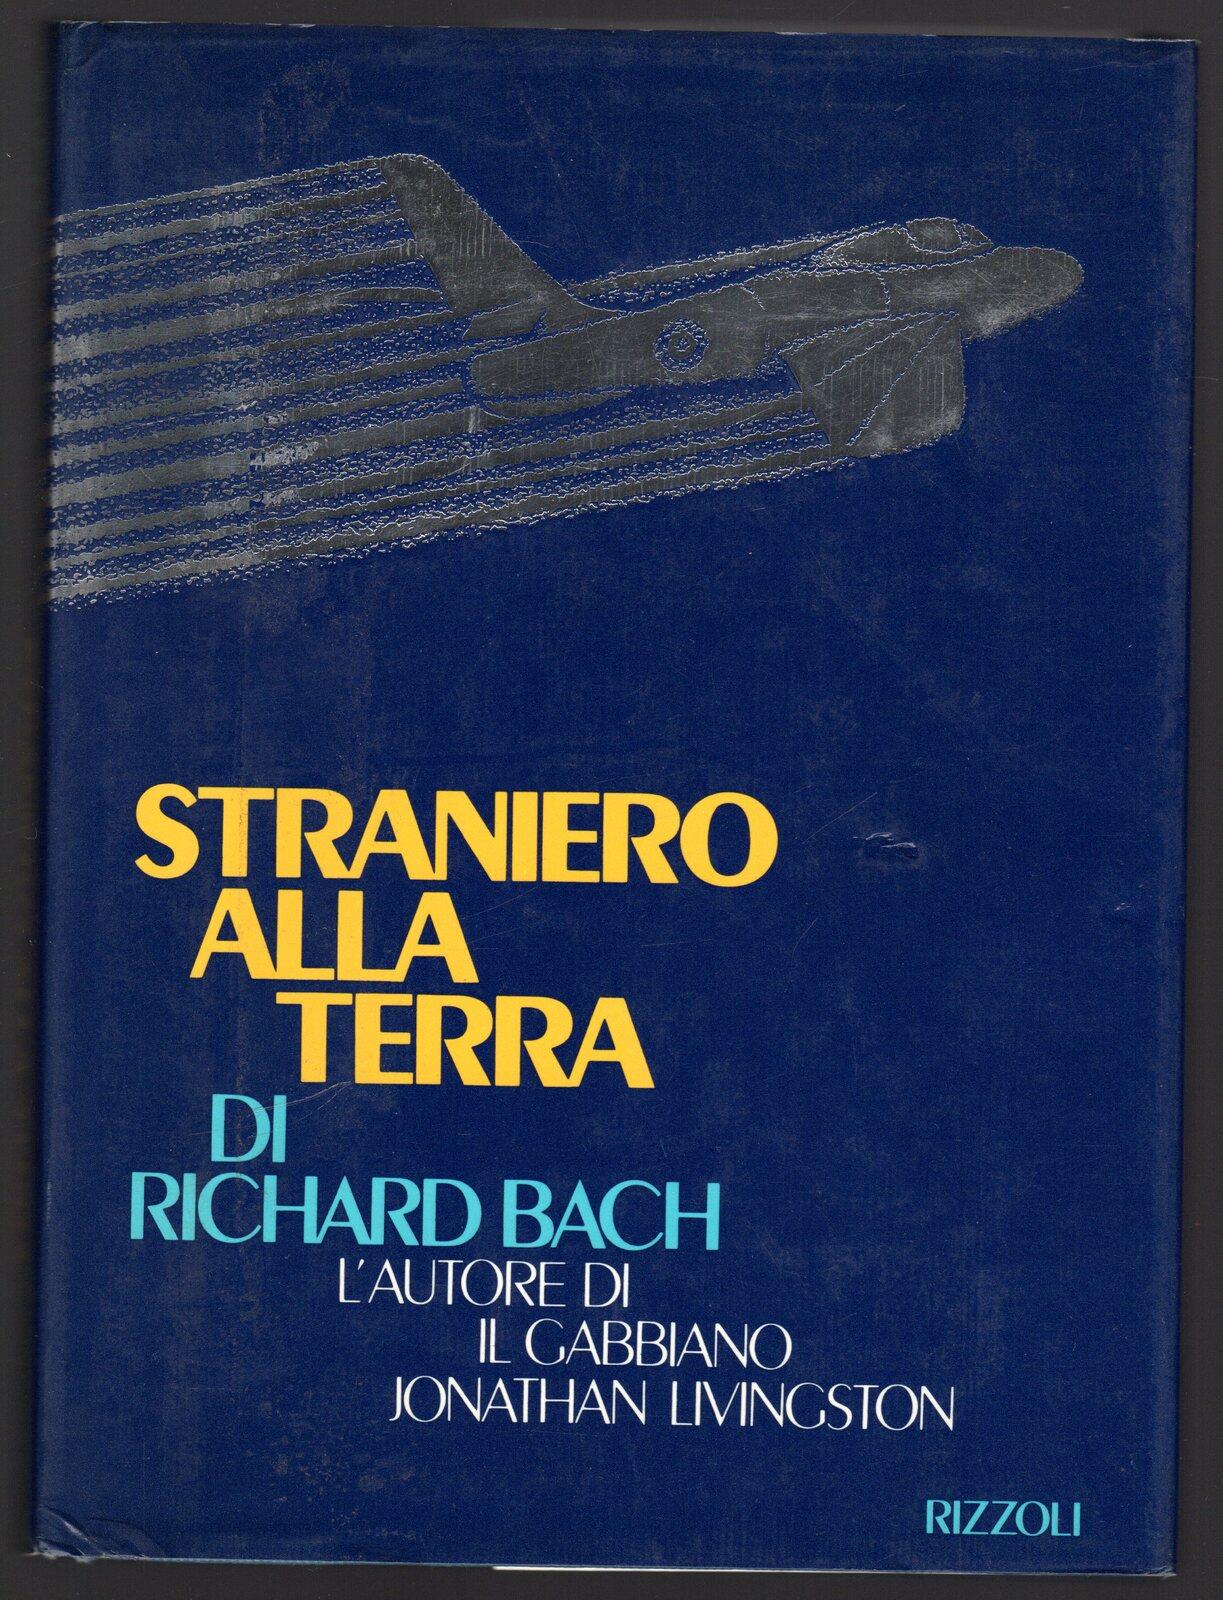 STRANIERO
ALLA
TERRA
DI
RICHARD BACH
L'AUTORE DI
IL GABBIANO
JONATHAN LIVINGSTON
RIZZOLI